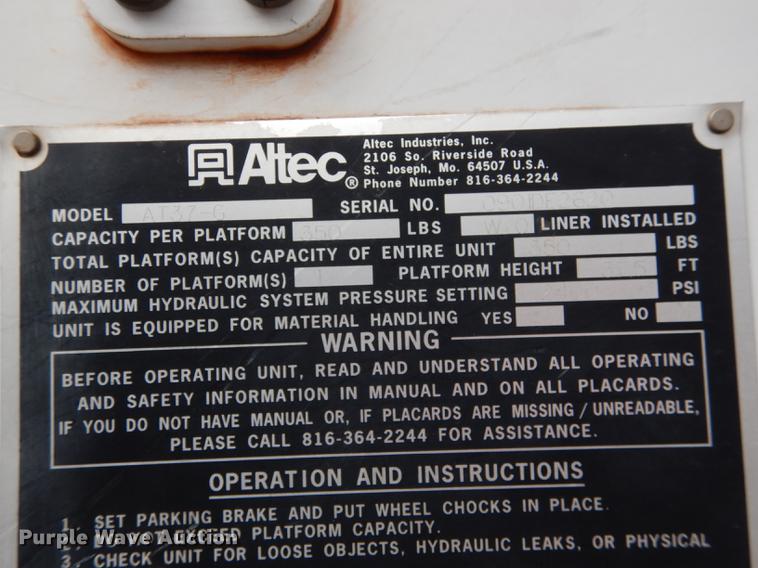 Altec®
Altec Industries, Inc.
2106 So. Riverside Road
St. Joseph, Mo. 64507 U.S.A.
Phone Number 816-364-2244
MODEL AT37-G SERIAL NO.
CAPACITY PER PLATFORM 350 LBS W/O LINER INSTALLED
TOTAL PLATFORM(S) CAPACITY OF ENTIRE UNIT 350 LBS
NUMBER OF PLATFORM(S) 1 PLATFORM HEIGHT FT
MAXIMUM HYDRAULIC SYSTEM PRESSURE SETTING PSI
UNIT IS EQUIPPED FOR MATERIAL HANDLING YES NO
WARNING
BEFORE OPERATING UNIT, READ AND UNDERSTAND ALL OPERATING
AND SAFETY INFORMATION IN MANUAL AND ON ALL PLACARDS.
IF YOU DO NOT HAVE MANUAL OR, IF PLACARDS ARE MISSING/UNREADABLE,
PLEASE CALL 816-364-2244 FOR ASSISTANCE.
OPERATION AND INSTRUCTIONS
1. SET PARKING BRAKE AND PUT WHEEL CHOCKS IN PLACE.
2. DO NOT EXCEED PLATFORM CAPACITY.
3. CHECK UNIT FOR LOOSE OBJECTS, HYDRAULIC LEAKS, OR PHYSICAL
Purple Wave Auction